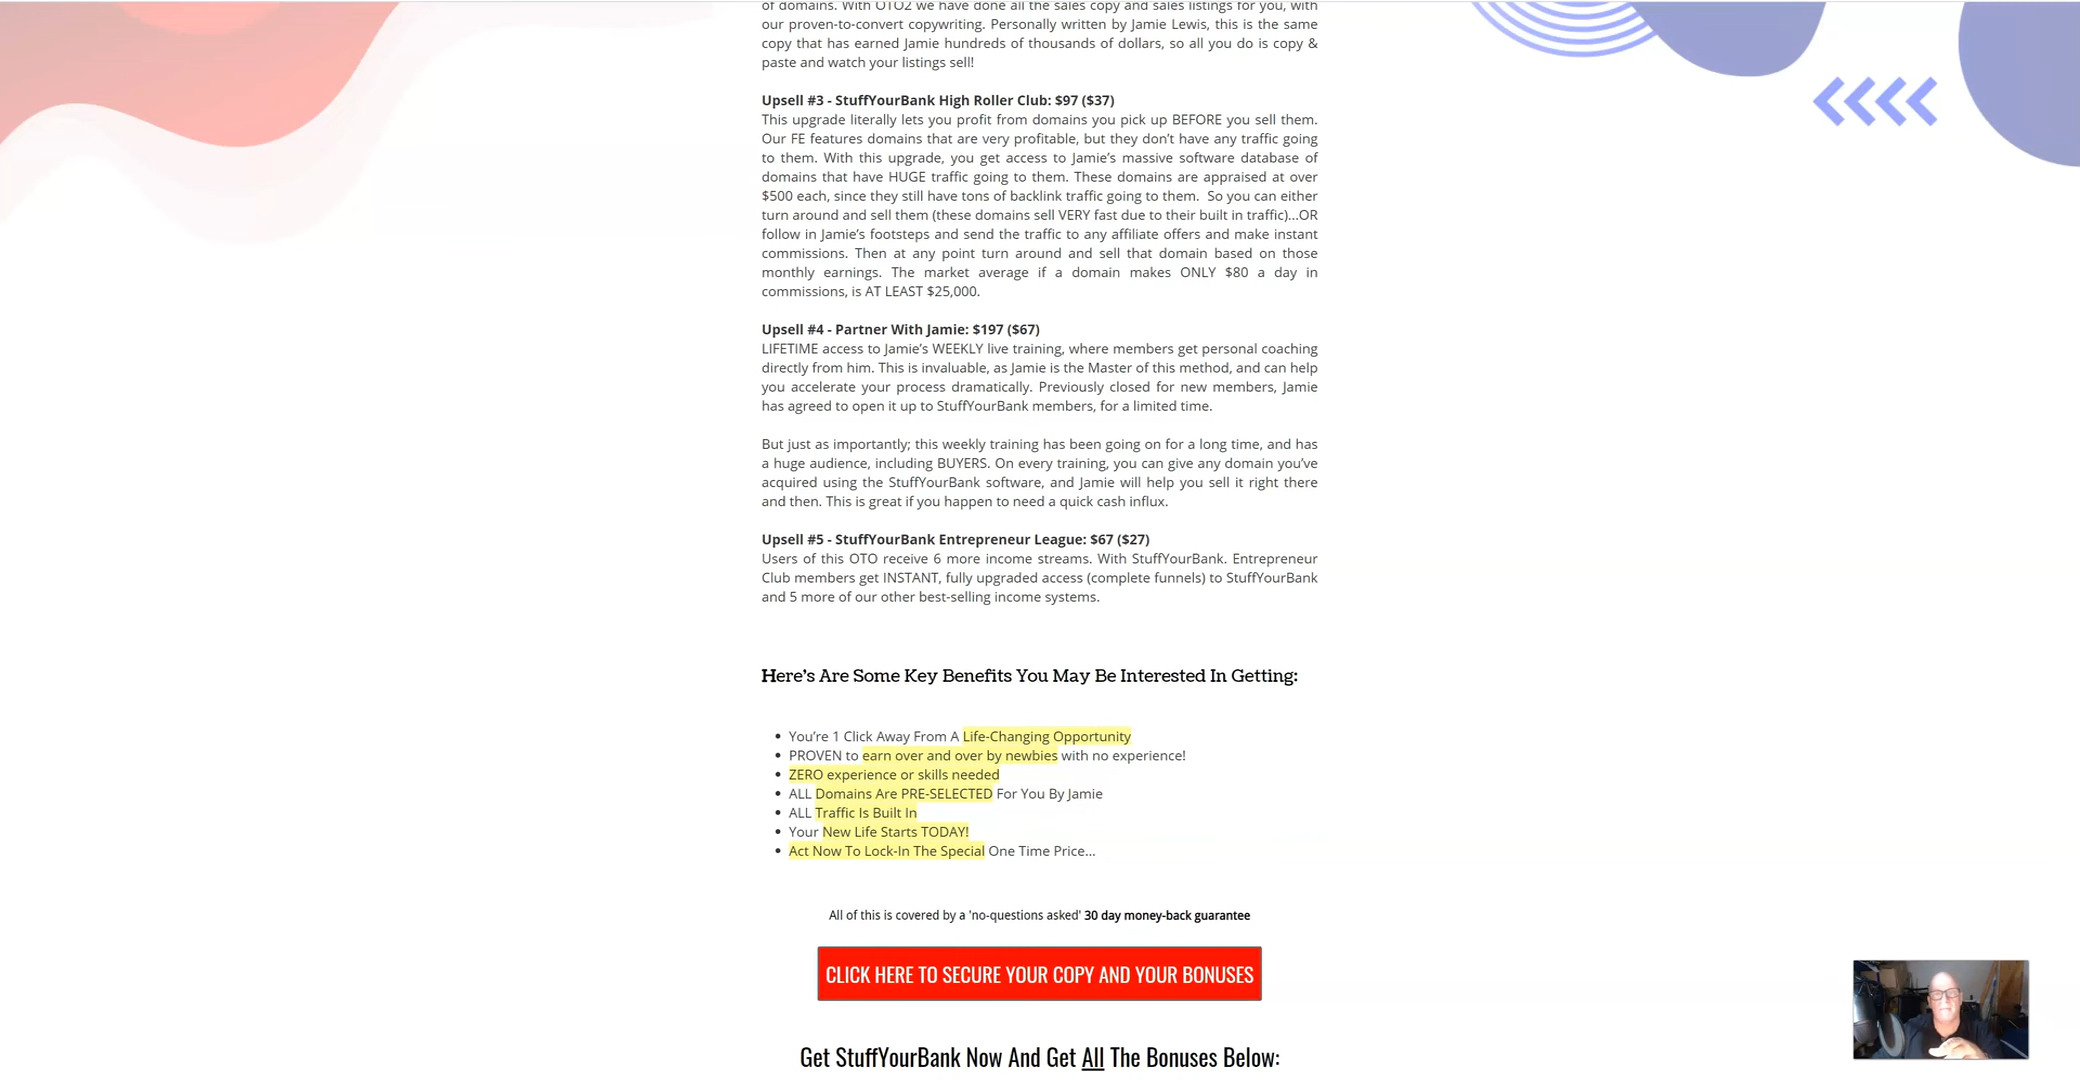 of domains. With OTO2 we have done all the sales copy and sales listings for you, with
our proven-to-convert copywriting. Personally written by Jamie Lewis, this is the same
copy that has earned Jamie hundreds of thousands of dollars, so all you do is copy &
paste and watch your listings sell!
Upsell #3 - StuffYourBank High Roller Club: $97 ($37)
This upgrade literally lets you profit from domains you pick up BEFORE you sell them.
Our FE features domains that are very profitable, but they don’t have any traffic going
to them. With this upgrade, you get access to Jamie’s massive software database of
domains that have HUGE traffic going to them. These domains are appraised at over
$500 each, since they still have tons of backlink traffic going to them.  So you can either
turn around and sell them (these domains sell VERY fast due to their built in traffic)...OR
follow in Jamie’s footsteps and send the traffic to any affiliate offers and make instant
commissions. Then at any point turn around and sell that domain based on those
monthly earnings. The market average if a domain makes ONLY $80 a day in
commissions, is AT LEAST $25,000.
Upsell #4 - Partner With Jamie: $197 ($67)
LIFETIME access to Jamie’s WEEKLY live training, where members get personal coaching
directly from him. This is invaluable, as Jamie is the Master of this method, and can help
you accelerate your process dramatically. Previously closed for new members, Jamie
has agreed to open it up to StuffYourBank members, for a limited time.
But just as importantly; this weekly training has been going on for a long time, and has
a huge audience, including BUYERS. On every training, you can give any domain you’ve
acquired using the StuffYourBank software, and Jamie will help you sell it right there
and then. This is great if you happen to need a quick cash influx.
Upsell #5 - StuffYourBank Entrepreneur League: $67 ($27)
Users of this OTO receive 6 more income streams. With StuffYourBank. Entrepreneur
Club members get INSTANT, fully upgraded access (complete funnels) to StuffYourBank
and 5 more of our other best-selling income systems.
Here’s Are Some Key Benefits You May Be Interested In Getting:
• You’re 1 Click Away From A Life-Changing Opportunity
• PROVEN to earn over and over by newbies with no experience!
• ZERO experience or skills needed
• ALL Domains Are PRE-SELECTED For You By Jamie
• ALL Traffic Is Built In
• Your New Life Starts TODAY!
• Act Now To Lock-In The Special One Time Price...
All of this is covered by a 'no-questions asked' 30 day money-back guarantee
CLICK HERE TO SECURE YOUR COPY AND YOUR BONUSES
Get StuffYourBank Now And Get All The Bonuses Below: